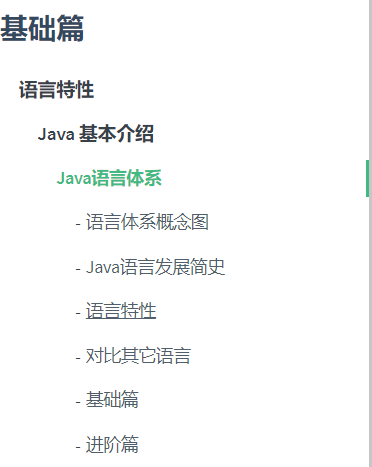 基础篇
语言特性
Java 基本介绍
Java语言体系
- 语言体系概念图
- Java语言发展简史
- 语言特性
- 对比其它语言
- 基础篇
- 进阶篇